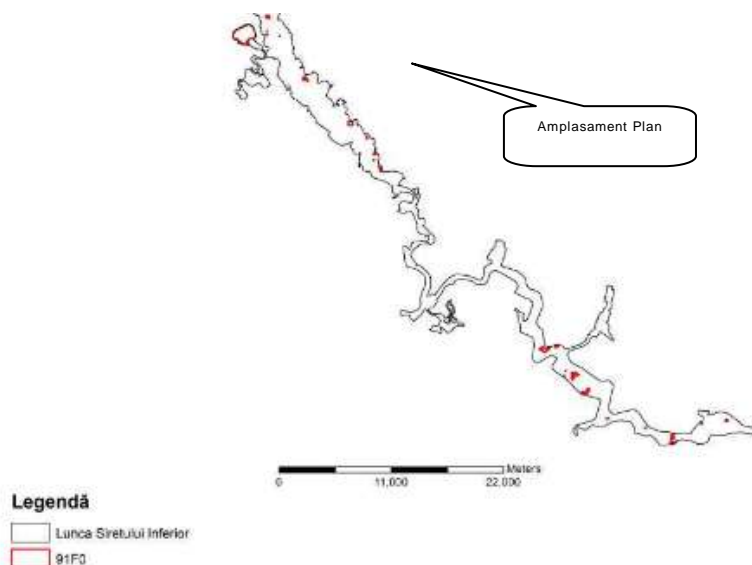 Amplasament Plan
Meters
0 11,000 22,000
Legendă
Lunca Siretului Inferior
91F0